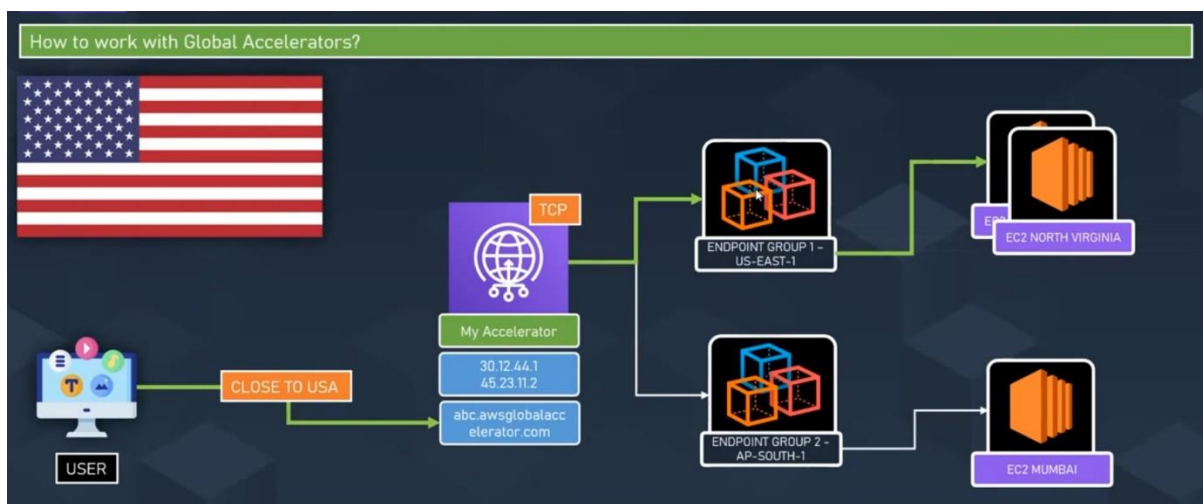 How to work with Global Accelerators?
TCP
My Accelerator
30.12.44.1
45.23.11.2
abc.awsglobalacc
elerator.com
CLOSE TO USA
USER
ENDPOINT GROUP 1 -
US-EAST-1
EC2 NORTH VIRGINIA
ENDPOINT GROUP 2 -
AP-SOUTH-1
EC2 MUMBAI